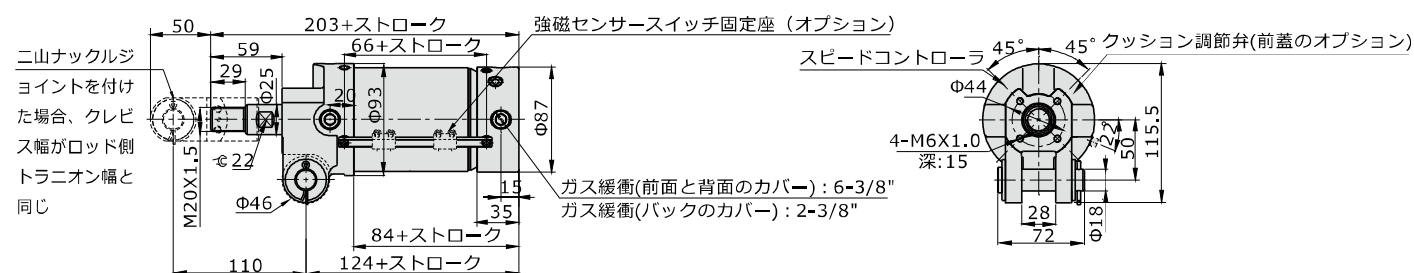 50
203+ストローク
強磁センサースイッチ固定座（オプション）
59
66+ストローク
29
Φ25
二山ナックルジ
ョイントを付け
た場合、クレビ
ス幅がロッド側
トラニオン幅と
同じ
20
Φ93
Φ87
M20X1.5
22
Φ46
15
35
ガス緩衝(前面と背面のカバー) : 6-3/8"
ガス緩衝(バックのカバー) : 2-3/8"
84+ストローク
110
124+ストローク
45°
45°
クッション調節弁(前蓋のオプション)
スピードコントローラ
Φ44
4-M6X1.0
深:15
22
50
115.5
28
72
Φ18